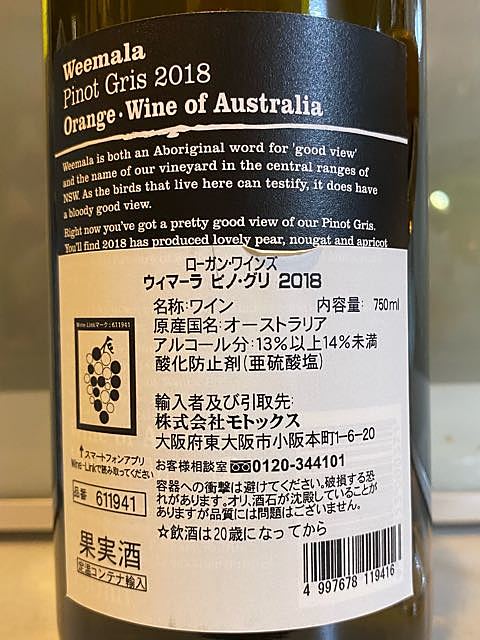 Weemala
Pinot Gris 2018
Orange · Wine of Australia
Weemala is both an Aboriginal word for 'good view'
and the name of our vineyard in the central ranges of
NSW. As the birds that live here can testify, it does have
a bloody good view.
Right now you've got a pretty good view of our Pinot Gris.
You'll find 2018 has produced lovely pear, nougat and apricot
ローガン・ワインズ
ウィマーラ ピノ・グリ 2018
名称:ワイン 内容量: 750ml
原産国名:オーストラリア
アルコール分:13%以上14%未満
酸化防止剤(亜硫酸塩)
Wine-Linkマーク:611941
輸入者及び引取先:
株式会社モトックス
大阪府東大阪市小阪本町1-6-20
↑スマートフォンアプリ
Wine-Linkで読み取ってください
お客様相談室 0120-344101
品番 611941
容器への衝撃は避けてください。破損する恐
れがあります。オリ、酒石が沈殿していることが
ありますが品質には問題はございません。
☆飲酒は20歳になってから
果実酒
定温コンテナ輸入
4 997678 119416